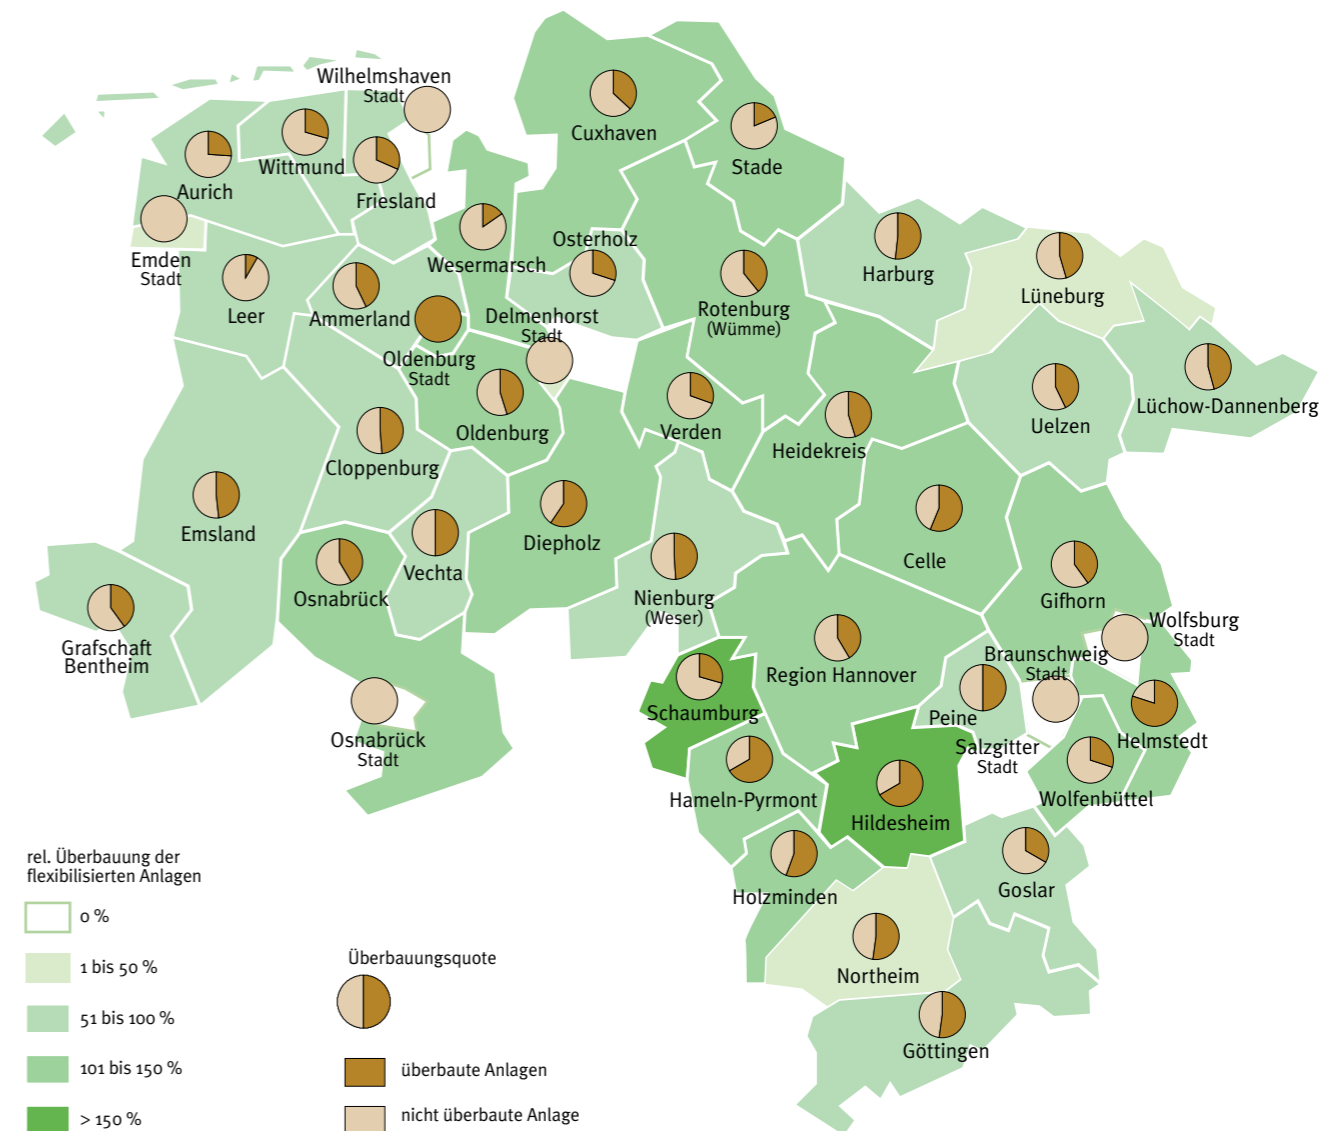 Wilhelmshaven
Stadt
Cuxhaven
Stade
Wittmund
Aurich
Friesland
Emden
Stadt
Wesermarsch
Osterholz
Harburg
Lüneburg
Leer
Ammerland
Oldenburg
Stadt
Delmenhorst
Stadt
Rotenburg
(Wümme)
Oldenburg
Verden
Heidekreis
Uelzen
Lüchow-Dannenberg
Cloppenburg
Emsland
Vechta
Diepholz
Celle
Osnabrück
Nienburg
(Weser)
Gifhorn
Grafschaft
Bentheim
Wolfsburg
Stadt
Braunschweig
Stadt
Region Hannover
Schaumburg
Peine
Osnabrück
Stadt
Salzgitter
Stadt
Helmstedt
Hameln-Pyrmont
Wolfenbüttel
Hildesheim
Holzminden
Goslar
Northeim
Göttingen
rel. Überbauung der
flexibilisierten Anlagen
0 %
1 bis 50 %
51 bis 100 %
101 bis 150 %
> 150 %
Überbauungsquote
überbaute Anlagen
nicht überbaute Anlage